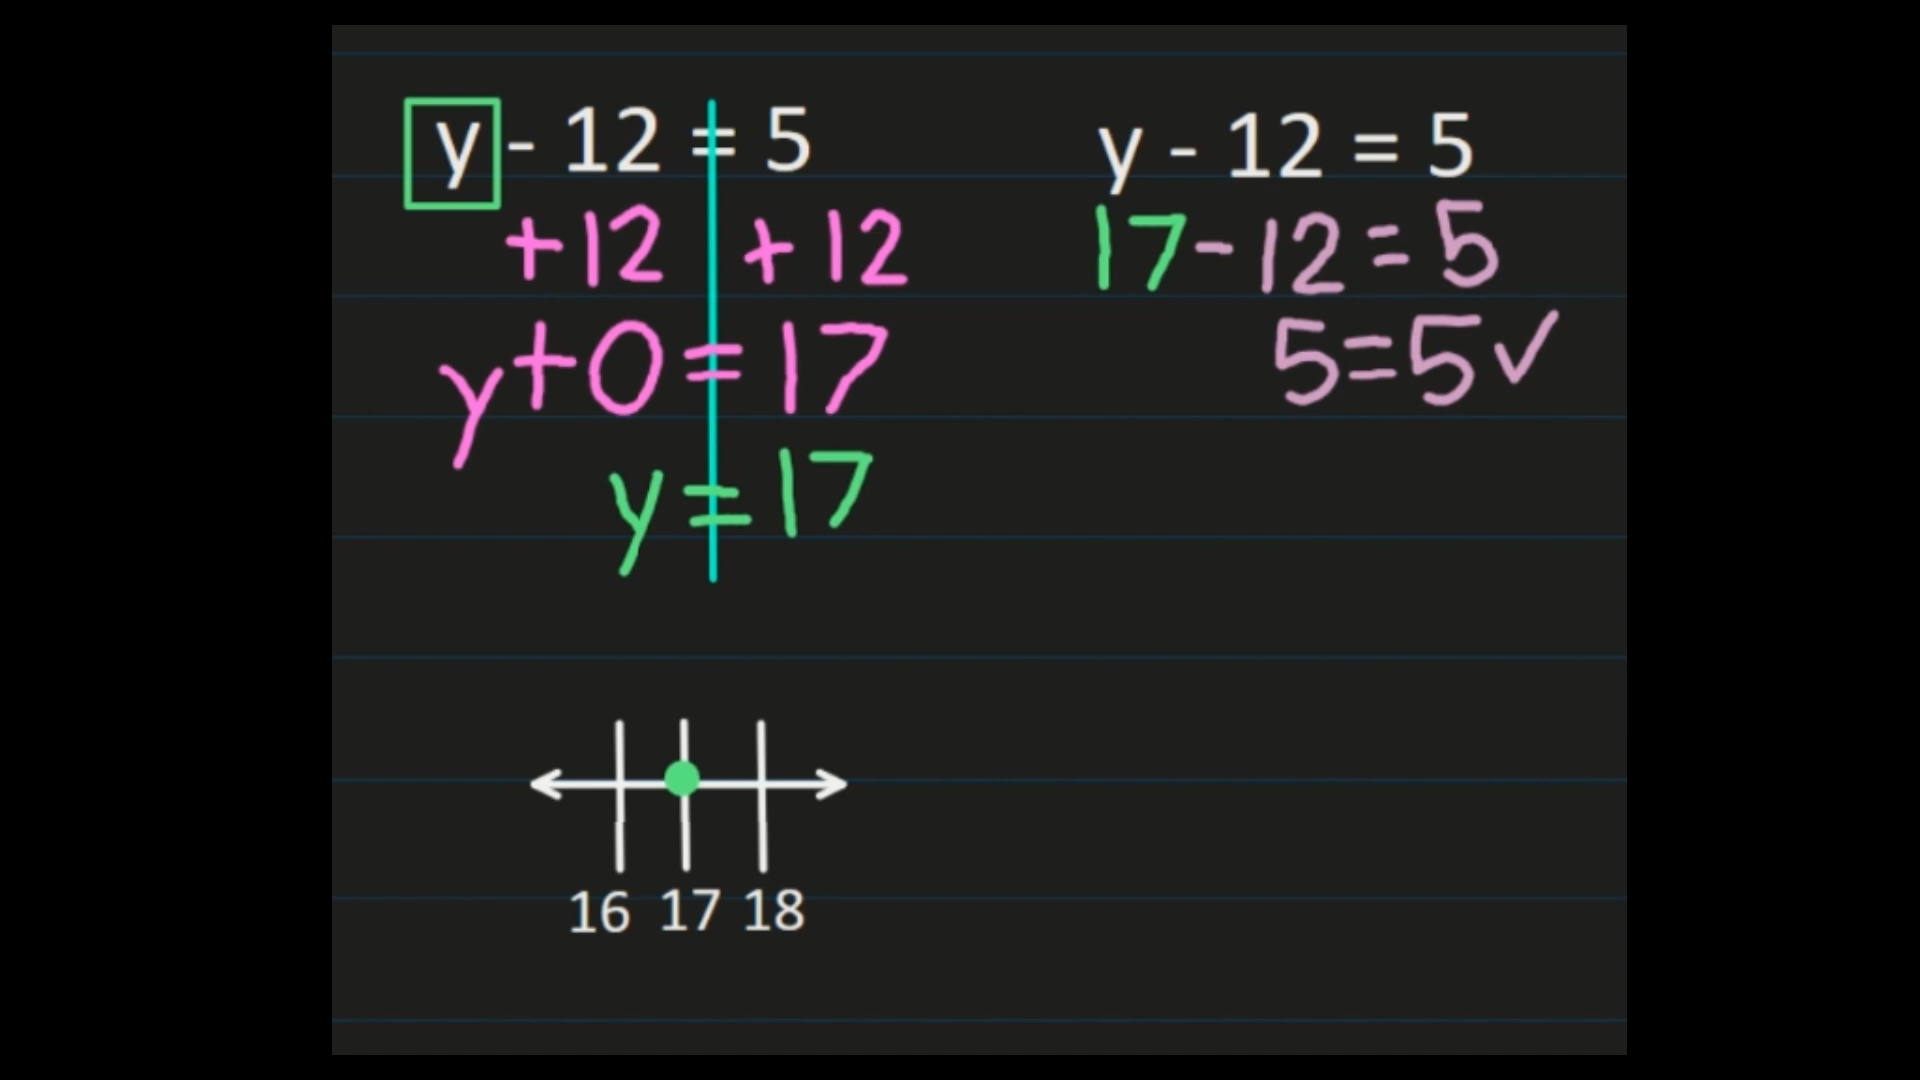 y - 12 = 5
+12 +12
y+0=17
y=17
y - 12 = 5
17-12=5
5=5✓
16 17 18